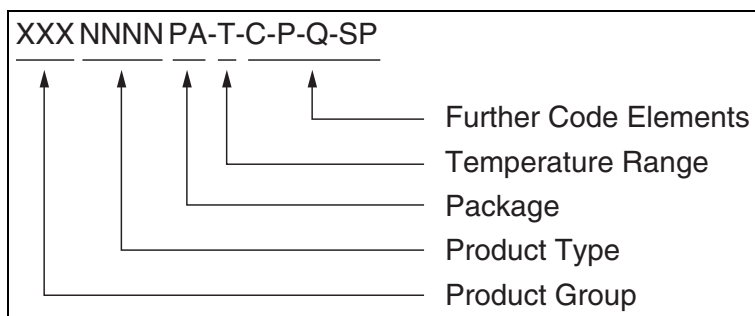 XXX NNNN PA-T-C-P-Q-SP
Further Code Elements
Temperature Range
Package
Product Type
Product Group